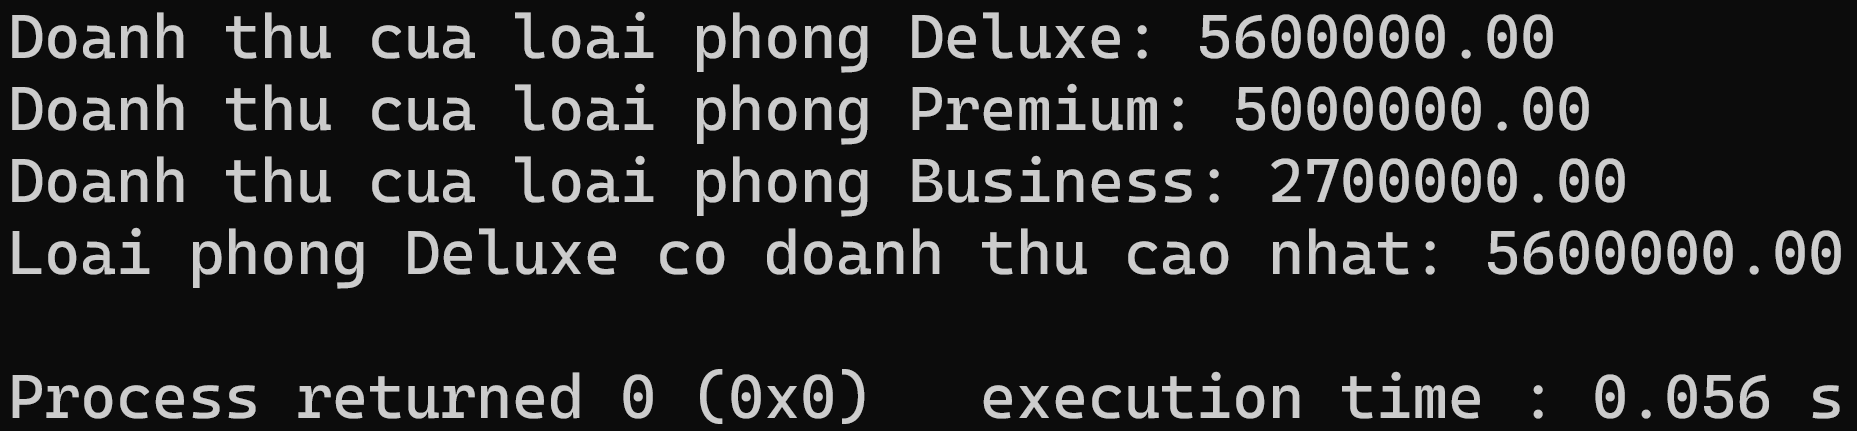 Doanh thu cua loai phong Deluxe: 5600000.00
Doanh thu cua loai phong Premium: 5000000.00
Doanh thu cua loai phong Business: 2700000.00
Loai phong Deluxe co doanh thu cao nhat: 5600000.00
Process returned 0 (0x0)   execution time : 0.056 s